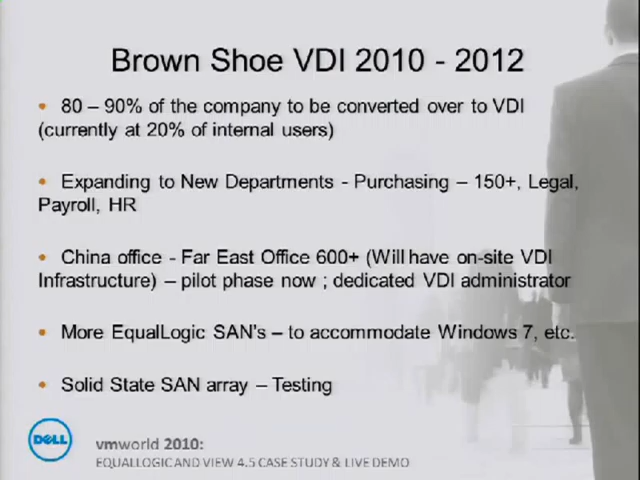 Brown Shoe VDI 2010 - 2012
• 80 – 90% of the company to be converted over to VDI
(currently at 20% of internal users)
• Expanding to New Departments - Purchasing – 150+, Legal,
Payroll, HR
• China office - Far East Office 600+ (Will have on-site VDI
Infrastructure) – pilot phase now ; dedicated VDI administrator
• More EqualLogic SAN's – to accommodate Windows 7, etc.
• Solid State SAN array – Testing
DELL
vmworld 2010:
EQUALLOGIC AND VIEW 4.5 CASE STUDY & LIVE DEMO